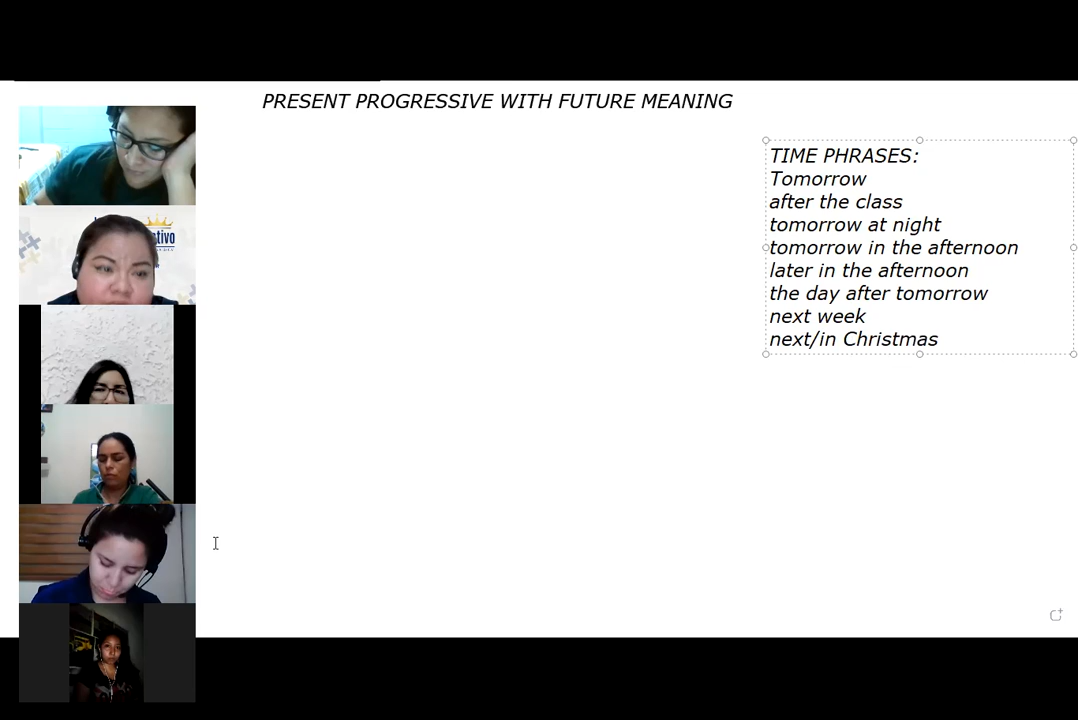 PRESENT PROGRESSIVE WITH FUTURE MEANING
TIME PHRASES:
Tomorrow
after the class
tomorrow at night
tomorrow in the afternoon
later in the afternoon
the day after tomorrow
next week
next/in Christmas